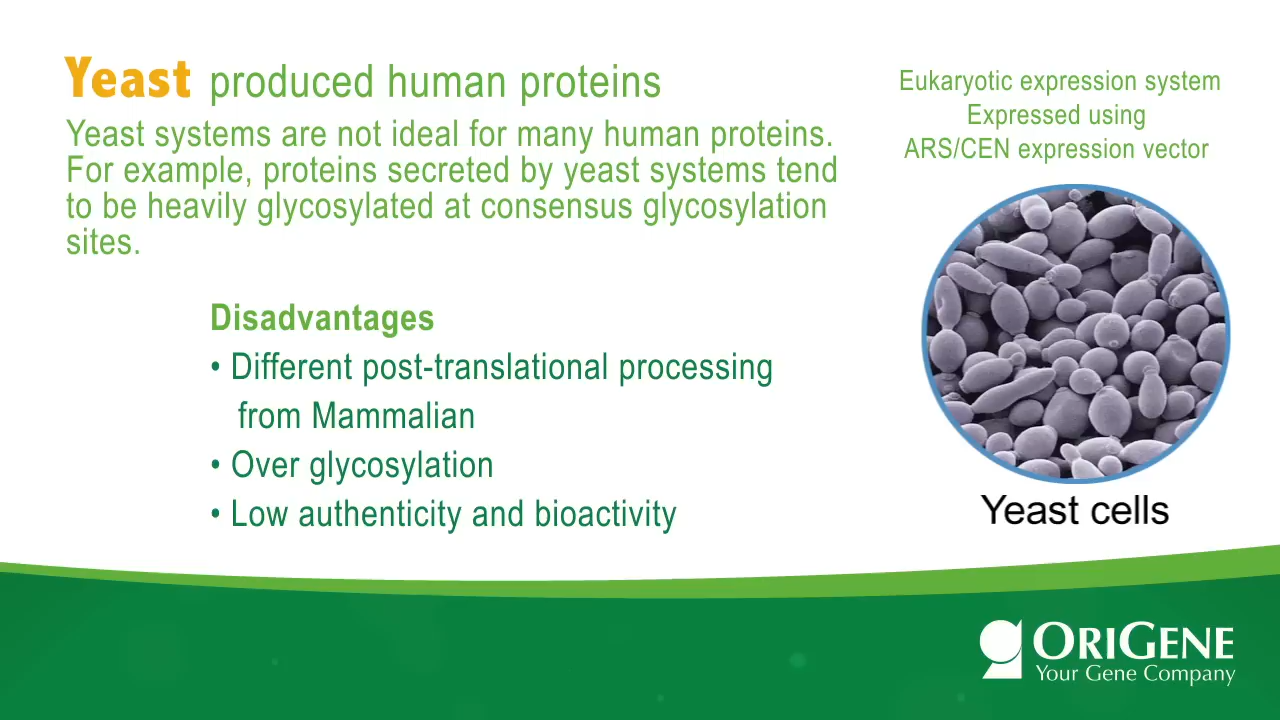 Yeast produced human proteins
Yeast systems are not ideal for many human proteins.
For example, proteins secreted by yeast systems tend
to be heavily glycosylated at consensus glycosylation
sites.
Disadvantages
• Different post-translational processing
from Mammalian
• Over glycosylation
• Low authenticity and bioactivity
Eukaryotic expression system
Expressed using
ARS/CEN expression vector
Yeast cells
ORIGENE
Your Gene Company